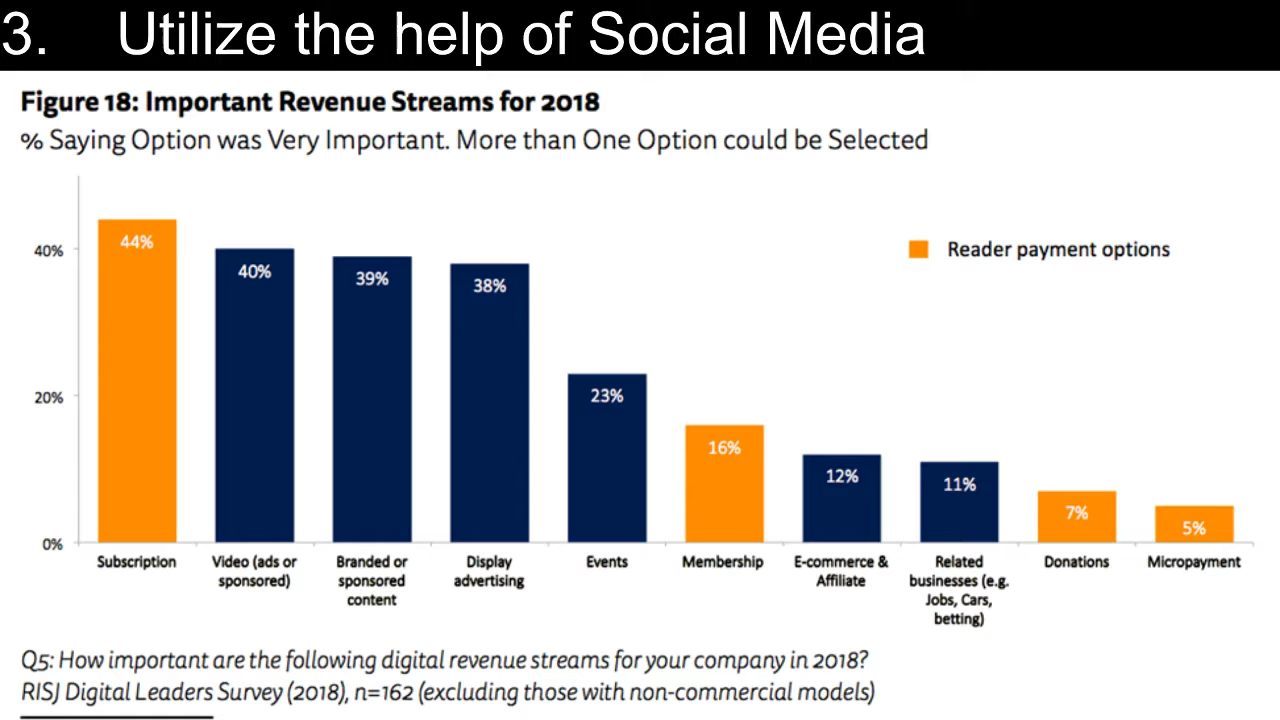 3. Utilize the help of Social Media
Figure 18: Important Revenue Streams for 2018
% Saying Option was Very Important. More than One Option could be Selected
44%
40%
40%
39%
38%
Reader payment options
20%
23%
16%
12%
11%
7%
5%
0%
Subscription
Video (ads or
sponsored)
Branded or
sponsored
content
Display
advertising
Events
Membership
E-commerce &
Affiliate
Related
businesses (e.g.
Jobs, Cars,
betting)
Donations
Micropayment
Q5: How important are the following digital revenue streams for your company in 2018?
RISJ Digital Leaders Survey (2018), n=162 (excluding those with non-commercial models)